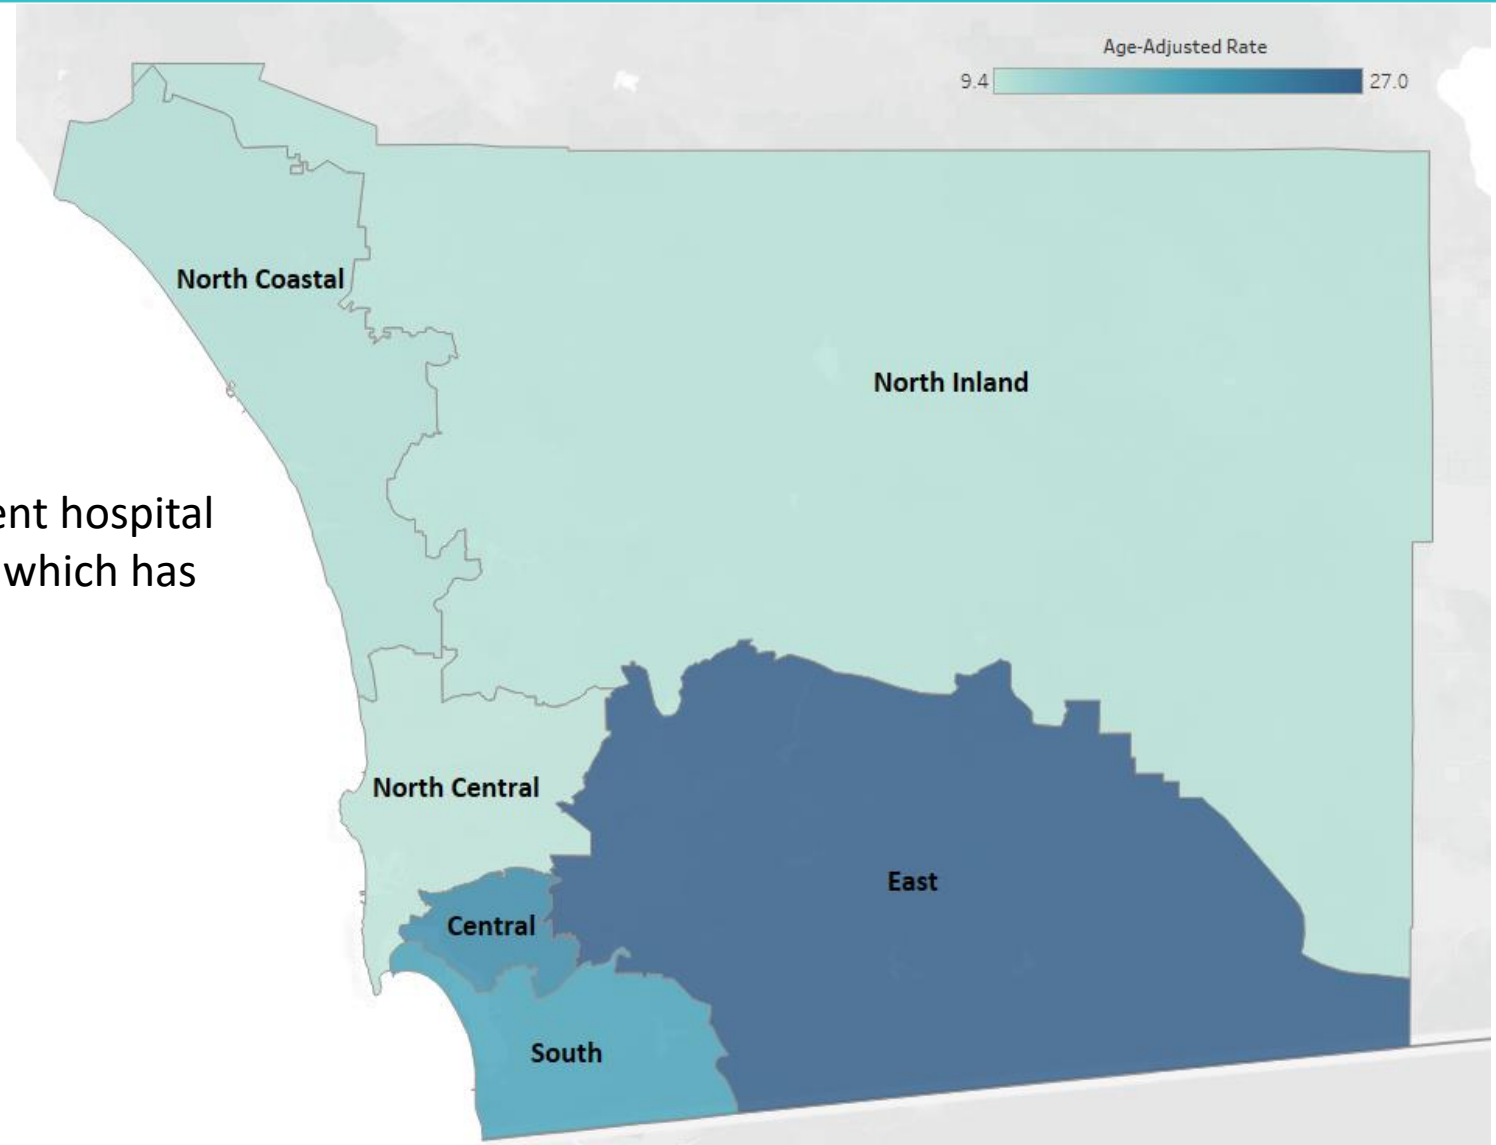 Age-Adjusted Rate
9.4 27.0
North Coastal
North Inland
hospital
which has
North Central
East
Central
South